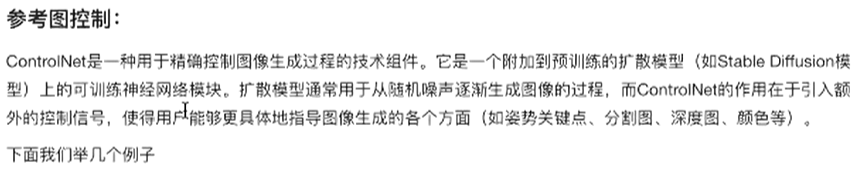 参考图控制：
ControlNet是一种用于精确控制图像生成过程的技术组件。它是一个附加到预训练的扩散模型（如Stable Diffusion模
型）上的可训练神经网络模块。扩散模型通常用于从随机噪声逐渐生成图像的过程，而ControlNet的作用在于引入额
外的控制信号，使得用户能够更具体地指导图像生成的各个方面（如姿势关键点、分割图、深度图、颜色等）。
下面我们举几个例子